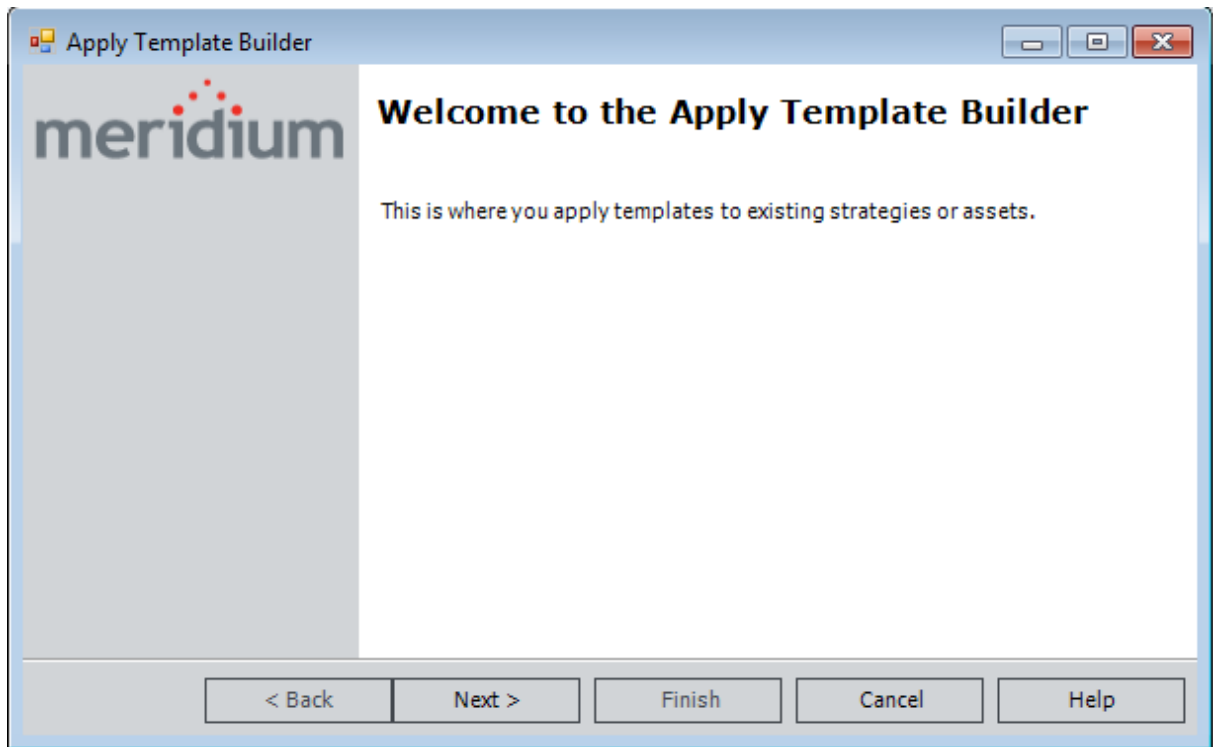 Apply Template Builder
meridium
Welcome to the Apply Template Builder
This is where you apply templates to existing strategies or assets.
< Back Next > Finish Cancel Help